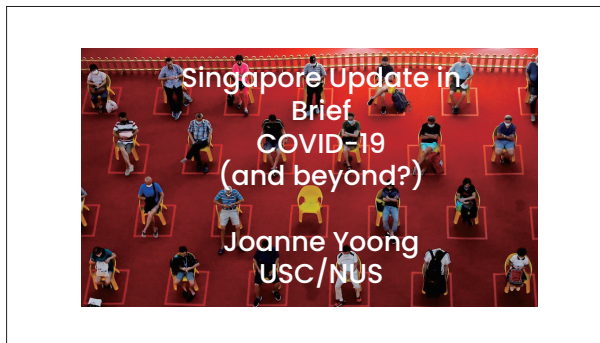 Singapore Update in
Brief
COVID-19
(and beyond?)
Joanne Yoong
USC/NUS